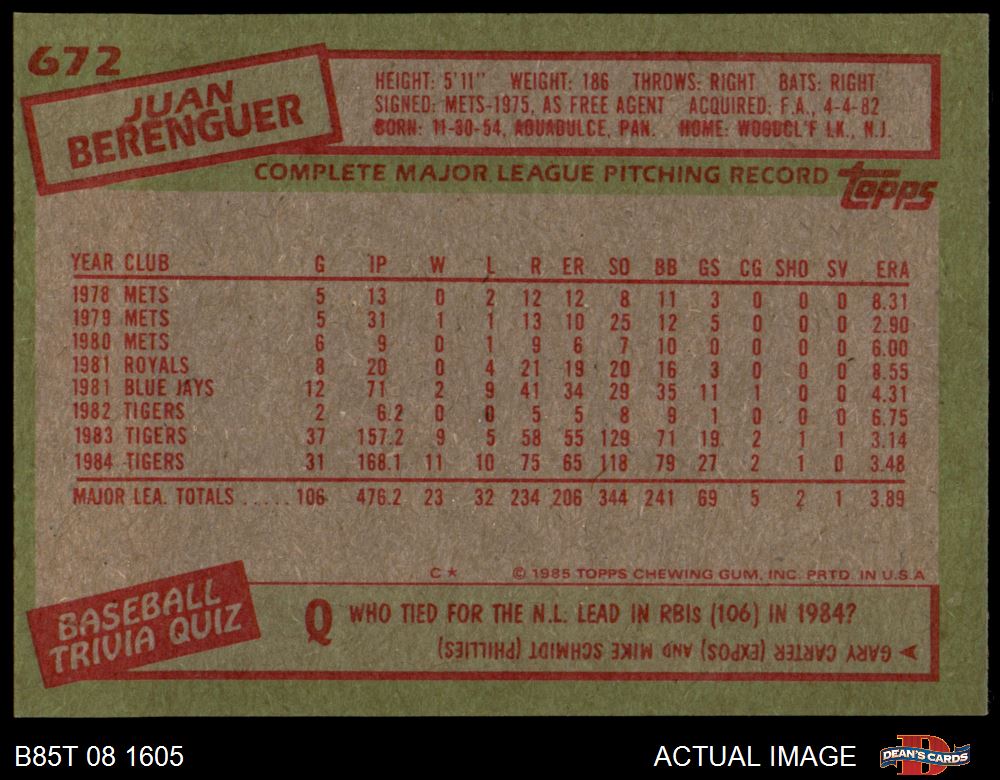 672
JUAN
BERENGUER
HEIGHT: 5'11" WEIGHT: 186 THROWS: RIGHT BATS: RIGHT
SIGNED: METS-1975, AS FREE AGENT ACQUIRED: F.A., 4-4-82
BORN: 11-30-54, AGUADULCE, PAN. HOME: WOODCL'F LK., N.J.
COMPLETE MAJOR LEAGUE PITCHING RECORD
topps
YEAR CLUB G IP W L R ER SO BB GS CG SHO SV ERA
1978 METS 5 13 0 2 12 12 8 11 3 0 0 0 8.31
1979 METS 5 31 1 1 13 10 25 12 5 0 0 0 2.90
1980 METS 6 9 0 1 9 6 7 10 0 0 0 0 6.00
1981 ROYALS 8 20 0 4 21 19 20 16 3 0 0 0 8.55
1981 BLUE JAYS 12 71 2 9 41 34 29 35 11 1 0 0 4.31
1982 TIGERS 2 6.2 0 0 5 5 8 9 1 0 0 0 6.75
1983 TIGERS 37 157.2 9 5 58 55 129 71 19 2 1 1 3.14
1984 TIGERS 31 168.1 11 10 75 65 118 79 27 2 1 0 3.48
MAJOR LEA. TOTALS ..... 106 476.2 23 32 234 206 344 241 69 5 2 1 3.89
C★ © 1985 TOPPS CHEWING GUM, INC. PRTD. IN U.S.A
BASEBALL
TRIVIA QUIZ
Q WHO TIED FOR THE N.L. LEAD IN RBIs (106) IN 1984?
GARY CARTER (EXPOS) AND MIKE SCHMIDT (PHILLIES)
B85T 08 1605
ACTUAL IMAGE
DEAN'S CARDS